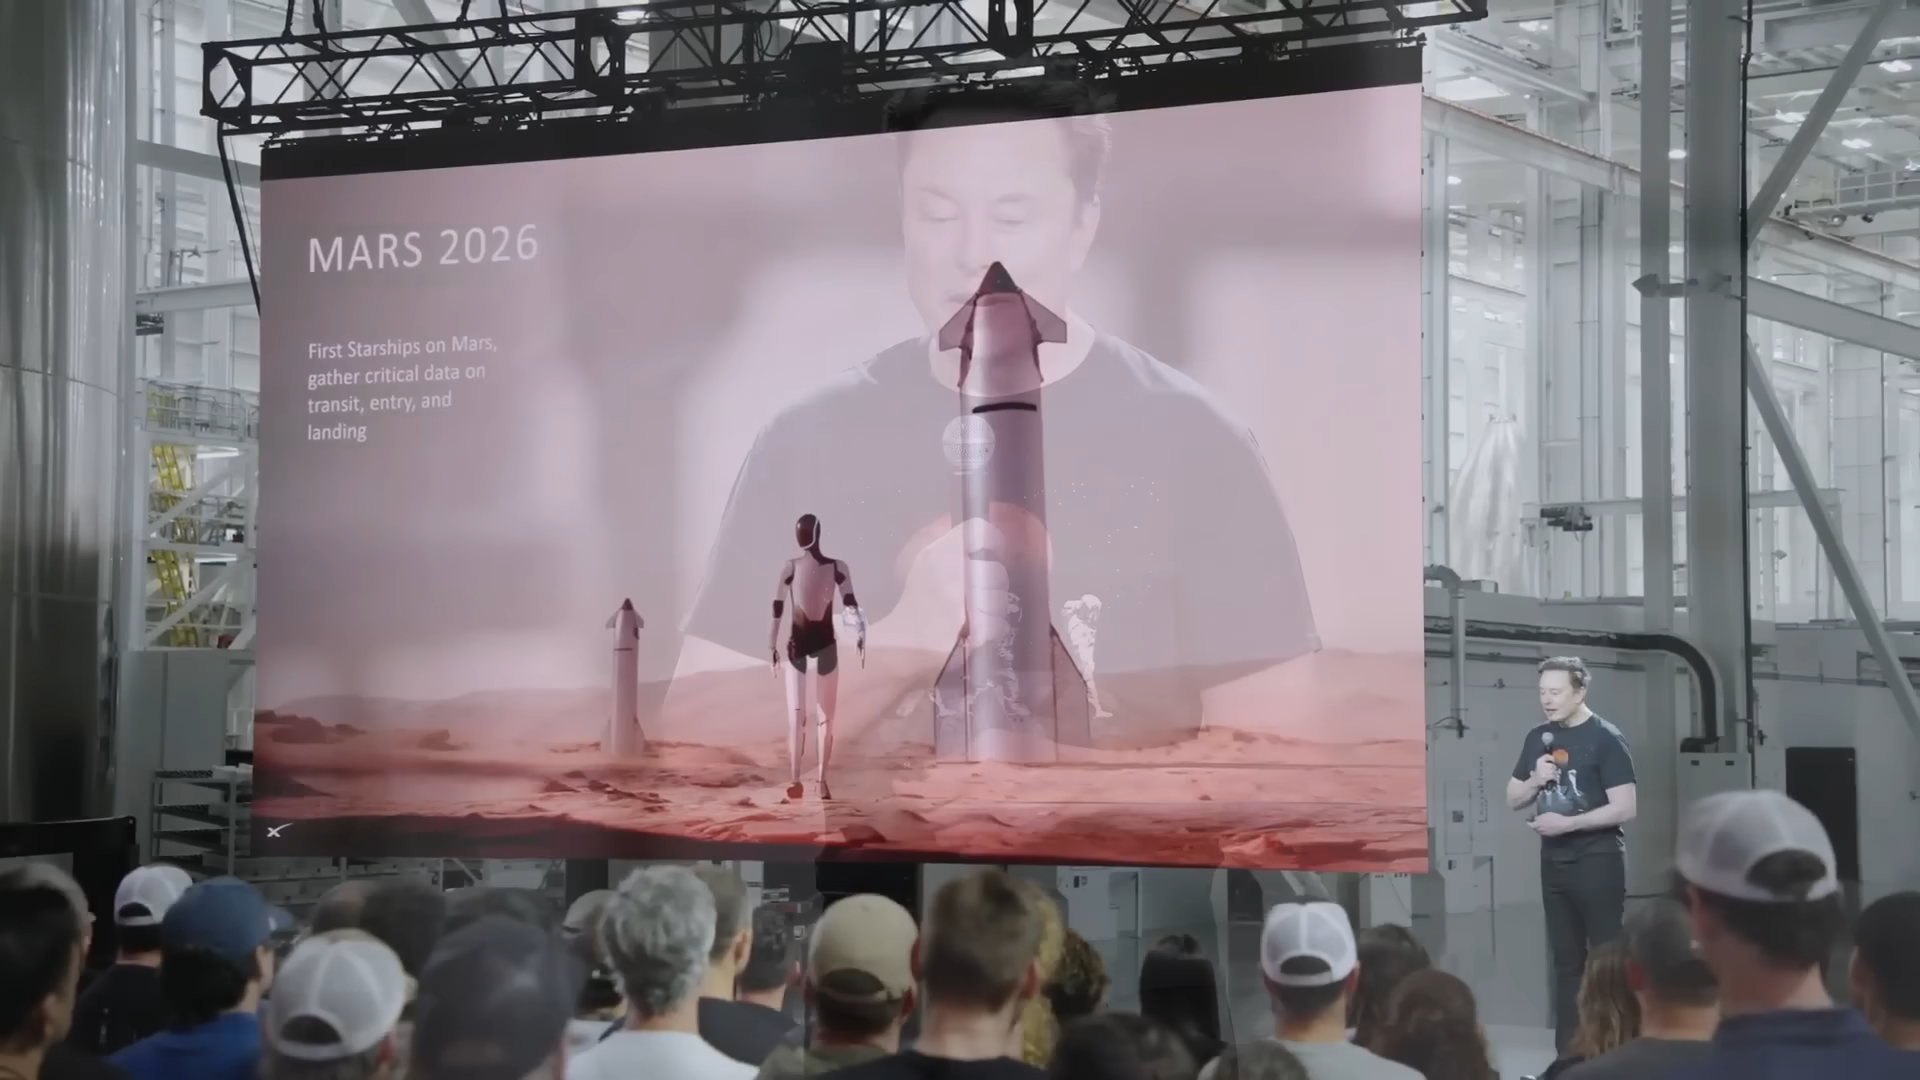 MARS 2026
First Starships on Mars,
gather critical data on
transit, entry, and
landing